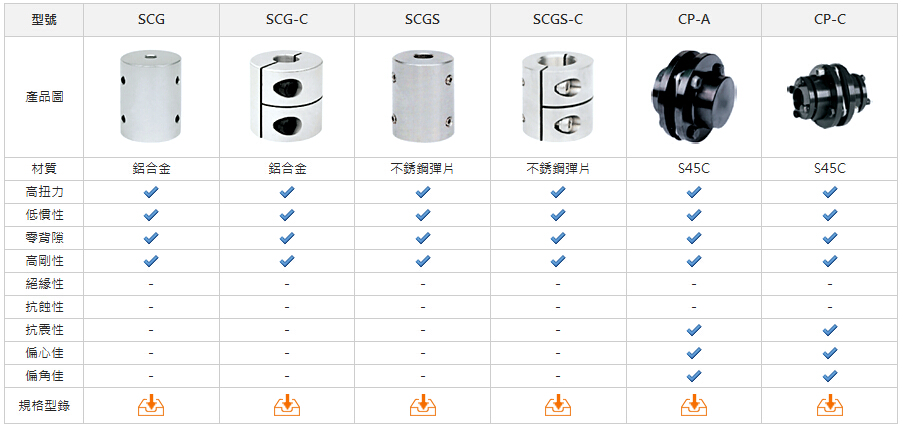 型號 SCG SCG-C SCGS SCGS-C CP-A CP-C
產品圖
材質 鋁合金 鋁合金 不銹鋼彈片 不銹鋼彈片 S45C S45C
高扭力
低慣性
零背隙
高剛性
絕緣性 - - - - - -
抗蝕性 - - - - - -
抗震性 - - - -
偏心佳 - - - -
偏角佳 - - - -
規格型錄